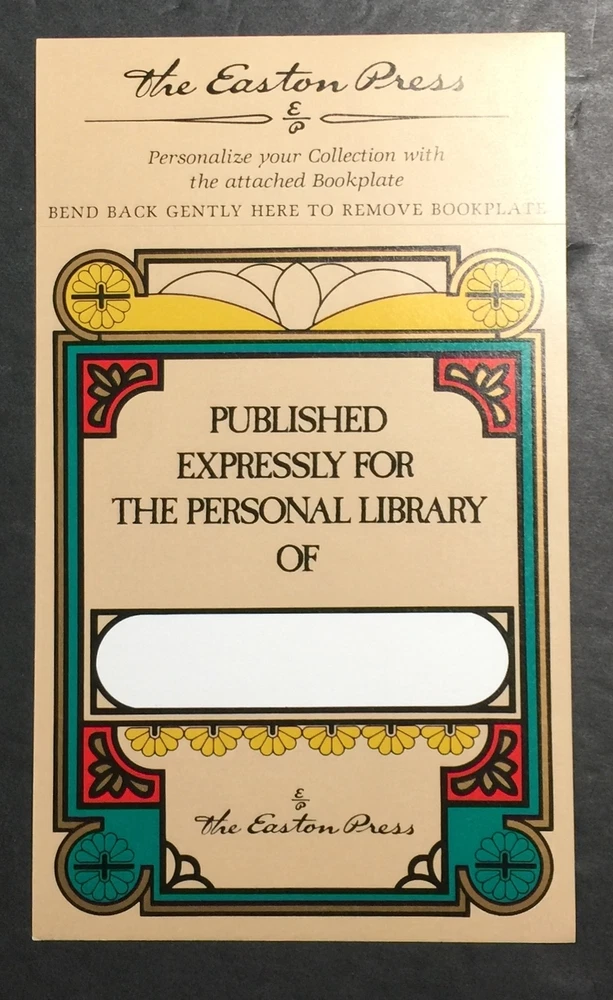 The Easton Press
E
P
Personalize your Collection with
the attached Bookplate
BEND BACK GENTLY HERE TO REMOVE BOOKPLATE
PUBLISHED
EXPRESSLY FOR
THE PERSONAL LIBRARY
OF
E
P
The Easton Press